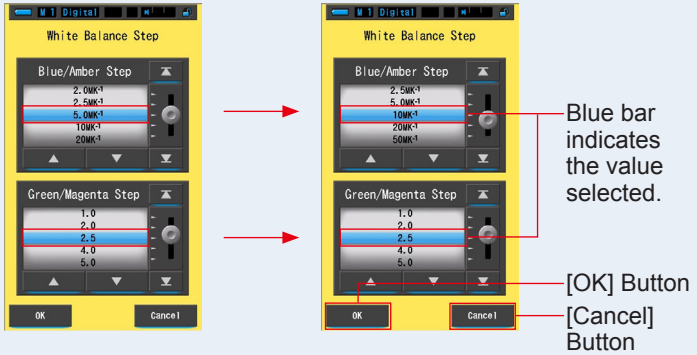 M 1 Digital
White Balance Step
Blue/Amber Step
2.0MK-1
2.5MK-1
5.0MK-1
10MK-1
20MK-1
Green/Magenta Step
1.0
2.0
2.5
4.0
5.0
OK
Cancel
M 1 Digital
White Balance Step
Blue/Amber Step
2.5MK-1
5.0MK-1
10MK-1
20MK-1
50MK-1
Green/Magenta Step
1.0
2.0
2.5
4.0
5.0
OK
Cancel
Blue bar
indicates
the value
selected.
[OK] Button
[Cancel]
Button